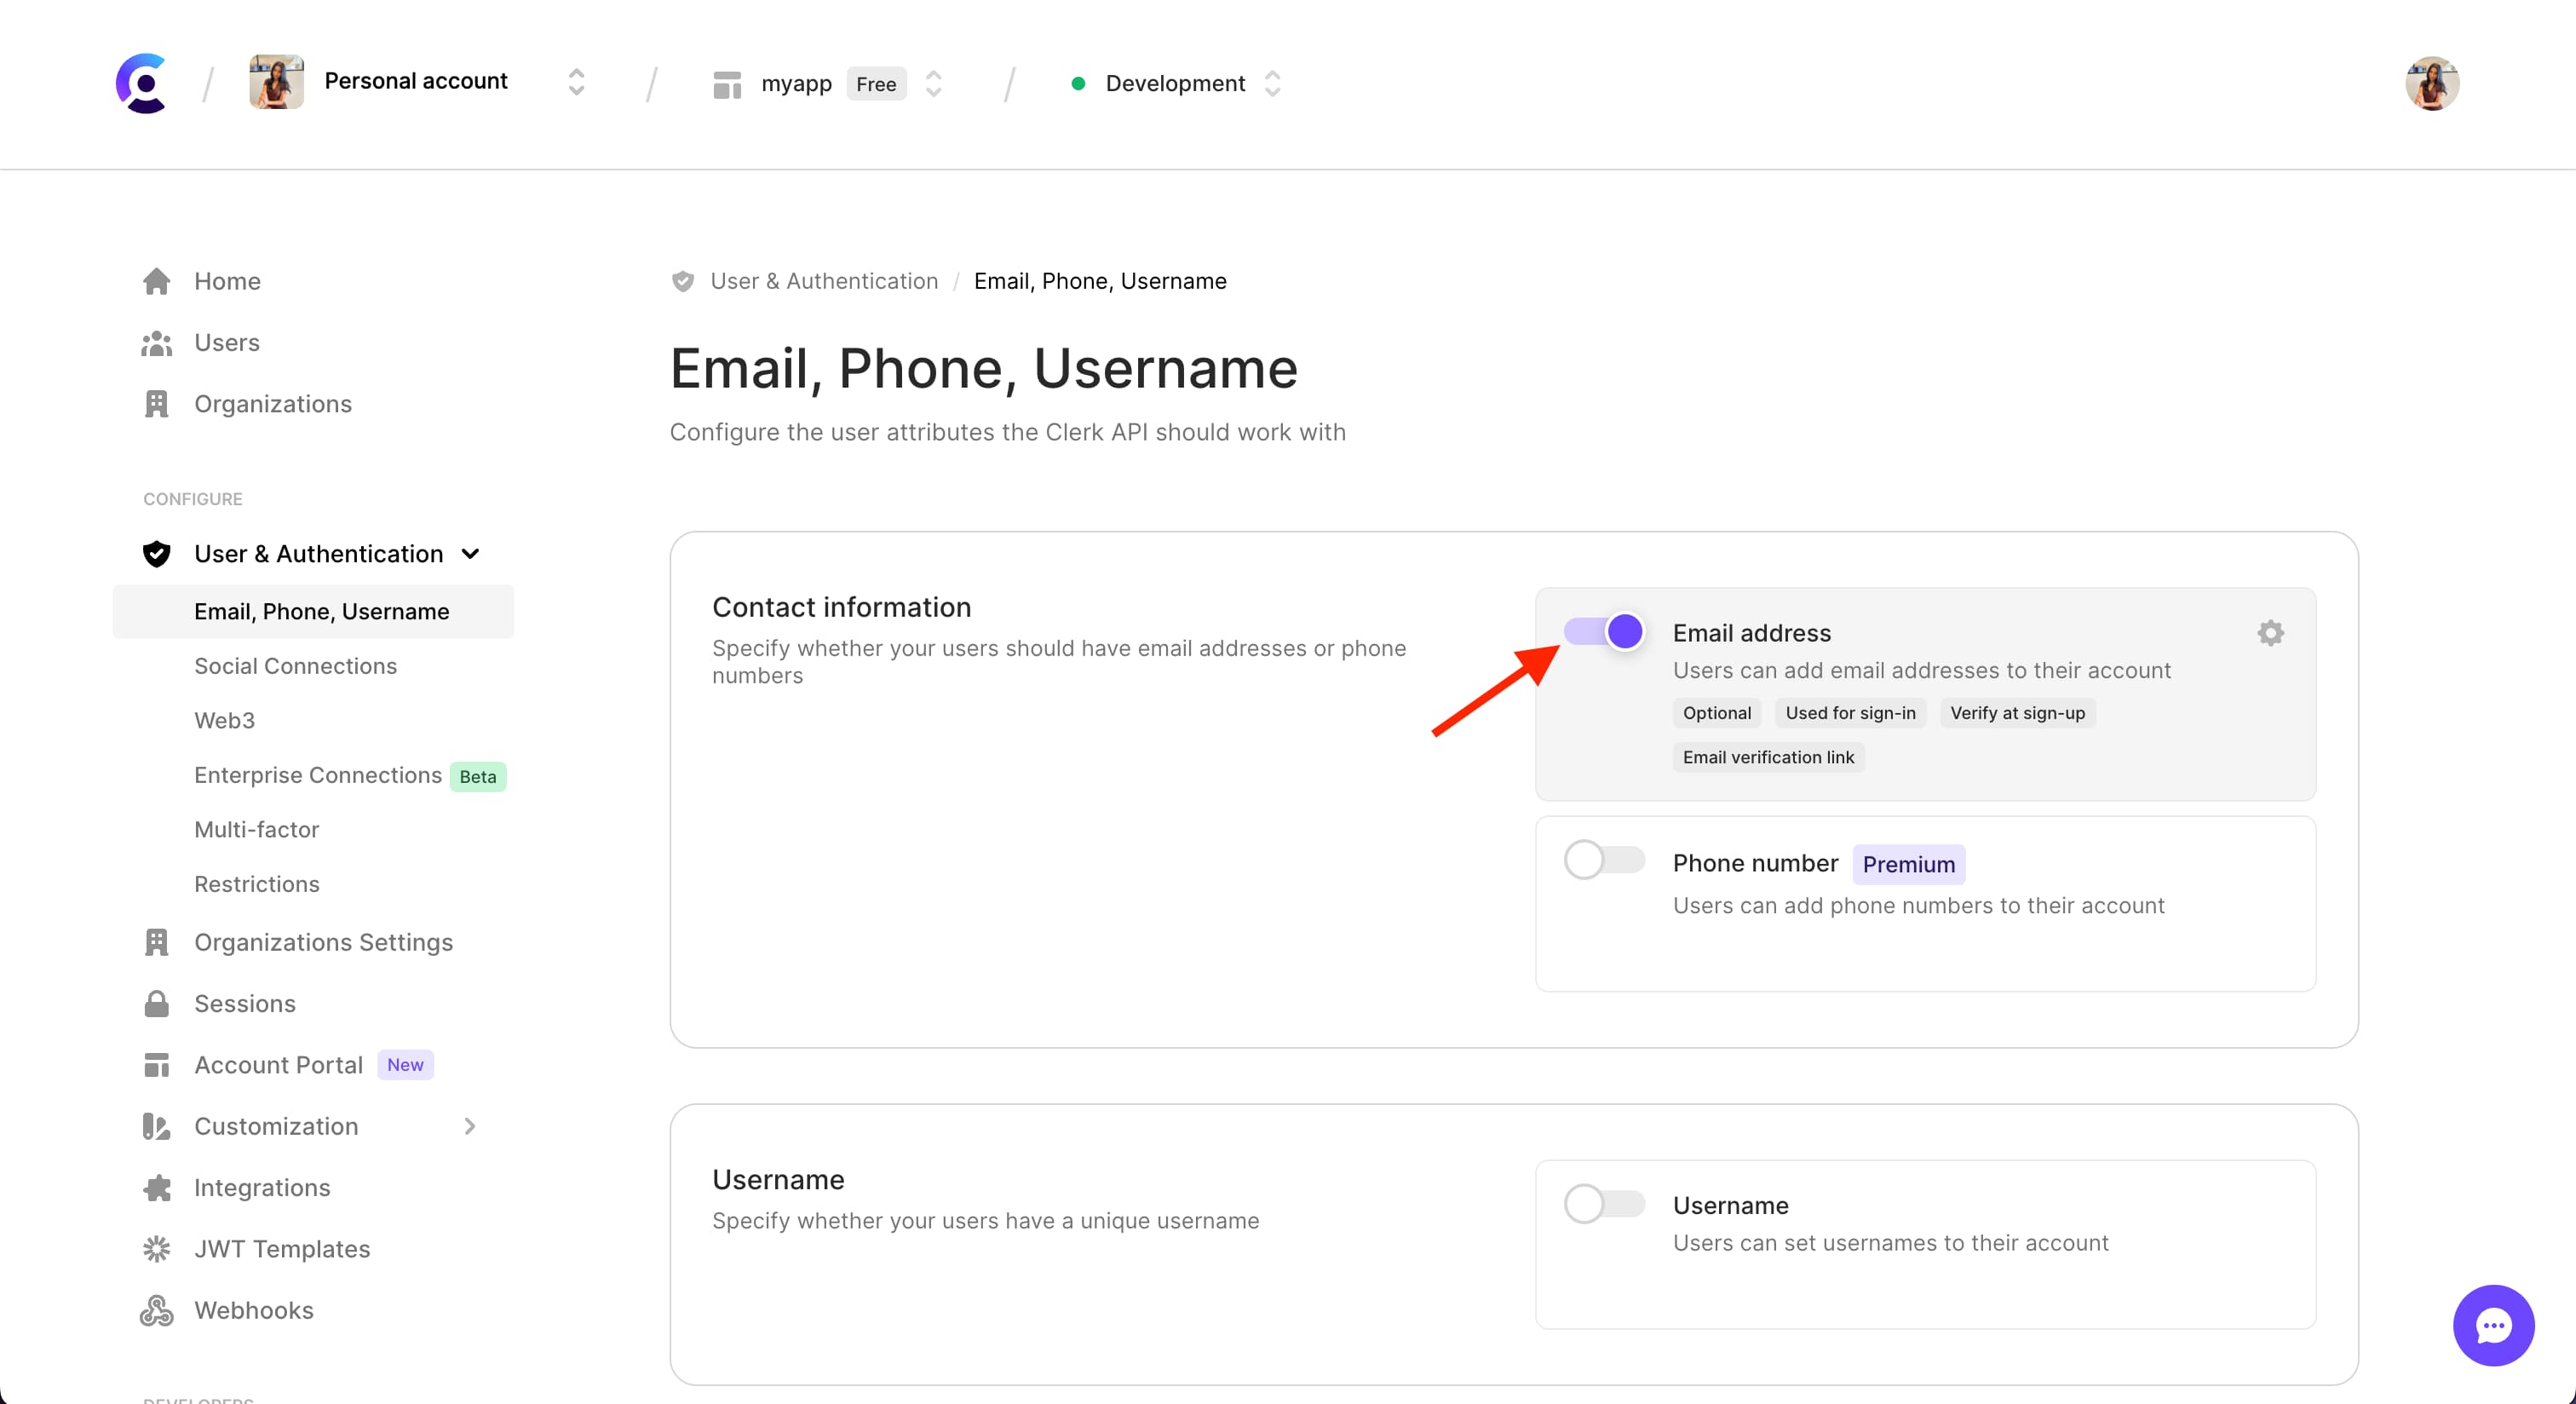 Personal account
myapp Free
Development
Home
Users
Organizations
CONFIGURE
User & Authentication
Email, Phone, Username
Social Connections
Web3
Enterprise Connections Beta
Multi-factor
Restrictions
Organizations Settings
Sessions
Account Portal New
Customization
Integrations
JWT Templates
Webhooks
DEVELOPERS
User & Authentication / Email, Phone, Username
Email, Phone, Username
Configure the user attributes the Clerk API should work with
Contact information
Specify whether your users should have email addresses or phone
numbers
Email address
Users can add email addresses to their account
Optional Used for sign-in Verify at sign-up
Email verification link
Phone number Premium
Users can add phone numbers to their account
Username
Specify whether your users have a unique username
Username
Users can set usernames to their account